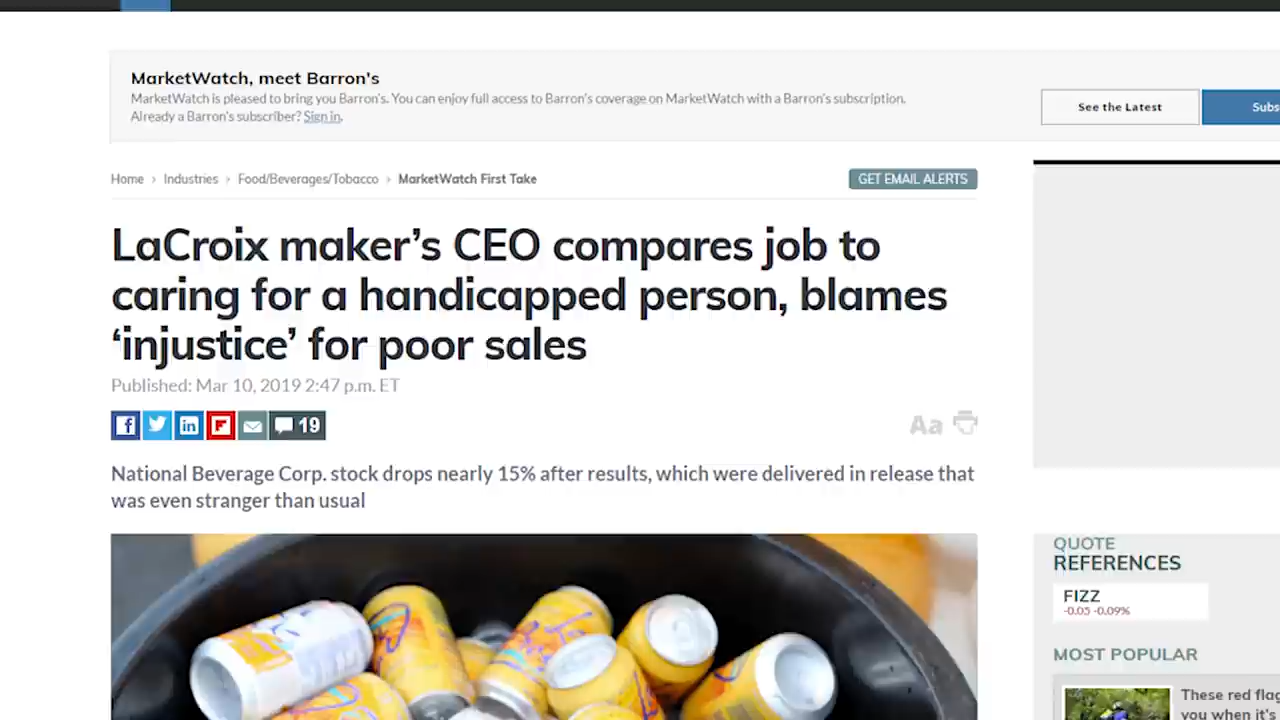 MarketWatch, meet Barron's
MarketWatch is pleased to bring you Barron's. You can enjoy full access to Barron's coverage on MarketWatch with a Barron's subscription.
Already a Barron's subscriber? Sign in.
See the Latest
Subs
Home › Industries › Food/Beverages/Tobacco › MarketWatch First Take
GET EMAIL ALERTS
LaCroix maker’s CEO compares job to
caring for a handicapped person, blames
‘injustice’ for poor sales
Published: Mar 10, 2019 2:47 p.m. ET
19
Aa
National Beverage Corp. stock drops nearly 15% after results, which were delivered in release that
was even stranger than usual
QUOTE
REFERENCES
FIZZ
-0.05 -0.09%
MOST POPULAR
These red flag
you when it's